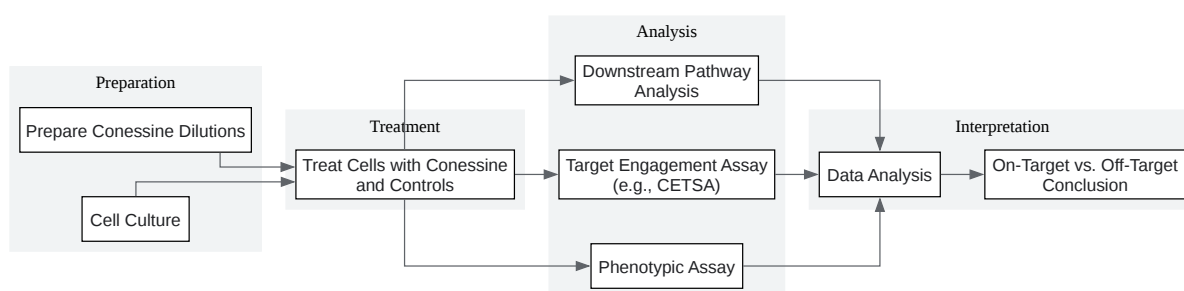 Preparation
Prepare Conessine Dilutions
Cell Culture
Treatment
Treat Cells with Conessine
and Controls
Analysis
Downstream Pathway
Analysis
Target Engagement Assay
(e.g., CETSA)
Phenotypic Assay
Interpretation
Data Analysis
On-Target vs. Off-Target
Conclusion